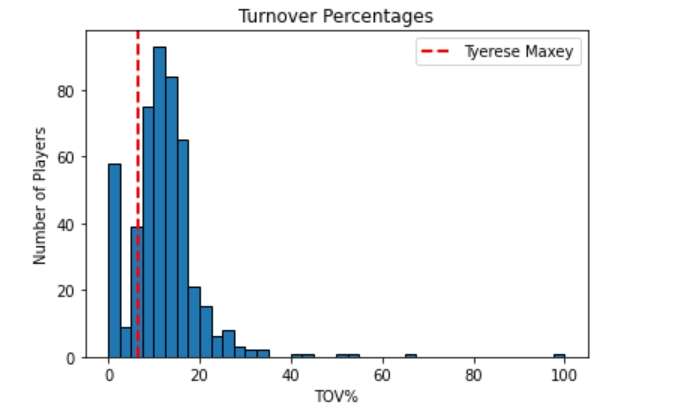 Turnover Percentages
Tyerese Maxey
Number of Players
80
60
40
20
0
0 20 40 60 80 100
TOV%